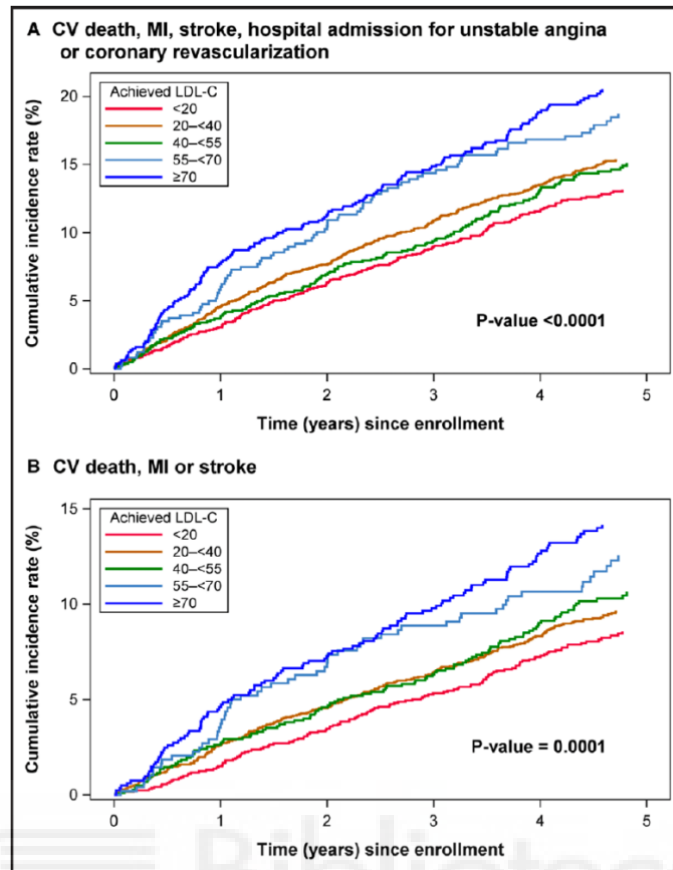 A CV death, MI, stroke, hospital admission for unstable angina
or coronary revascularization
Cumulative incidence rate (%)
20
15
10
5
0
Achieved LDL-C
<20
20–<40
40–<55
55–<70
≥70
P-value <0.0001
0 1 2 3 4 5
Time (years) since enrollment
B CV death, MI or stroke
Cumulative incidence rate (%)
15
10
5
0
Achieved LDL-C
<20
20–<40
40–<55
55–<70
≥70
P-value = 0.0001
0 1 2 3 4 5
Time (years) since enrollment